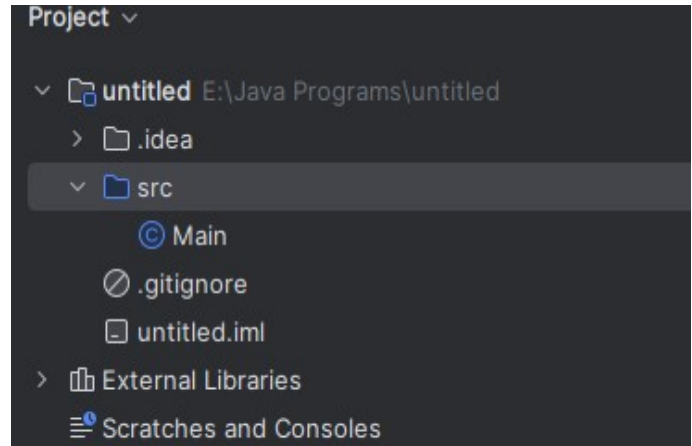 Project
untitled E:\Java Programs\untitled
.idea
src
Main
.gitignore
untitled.iml
External Libraries
Scratches and Consoles